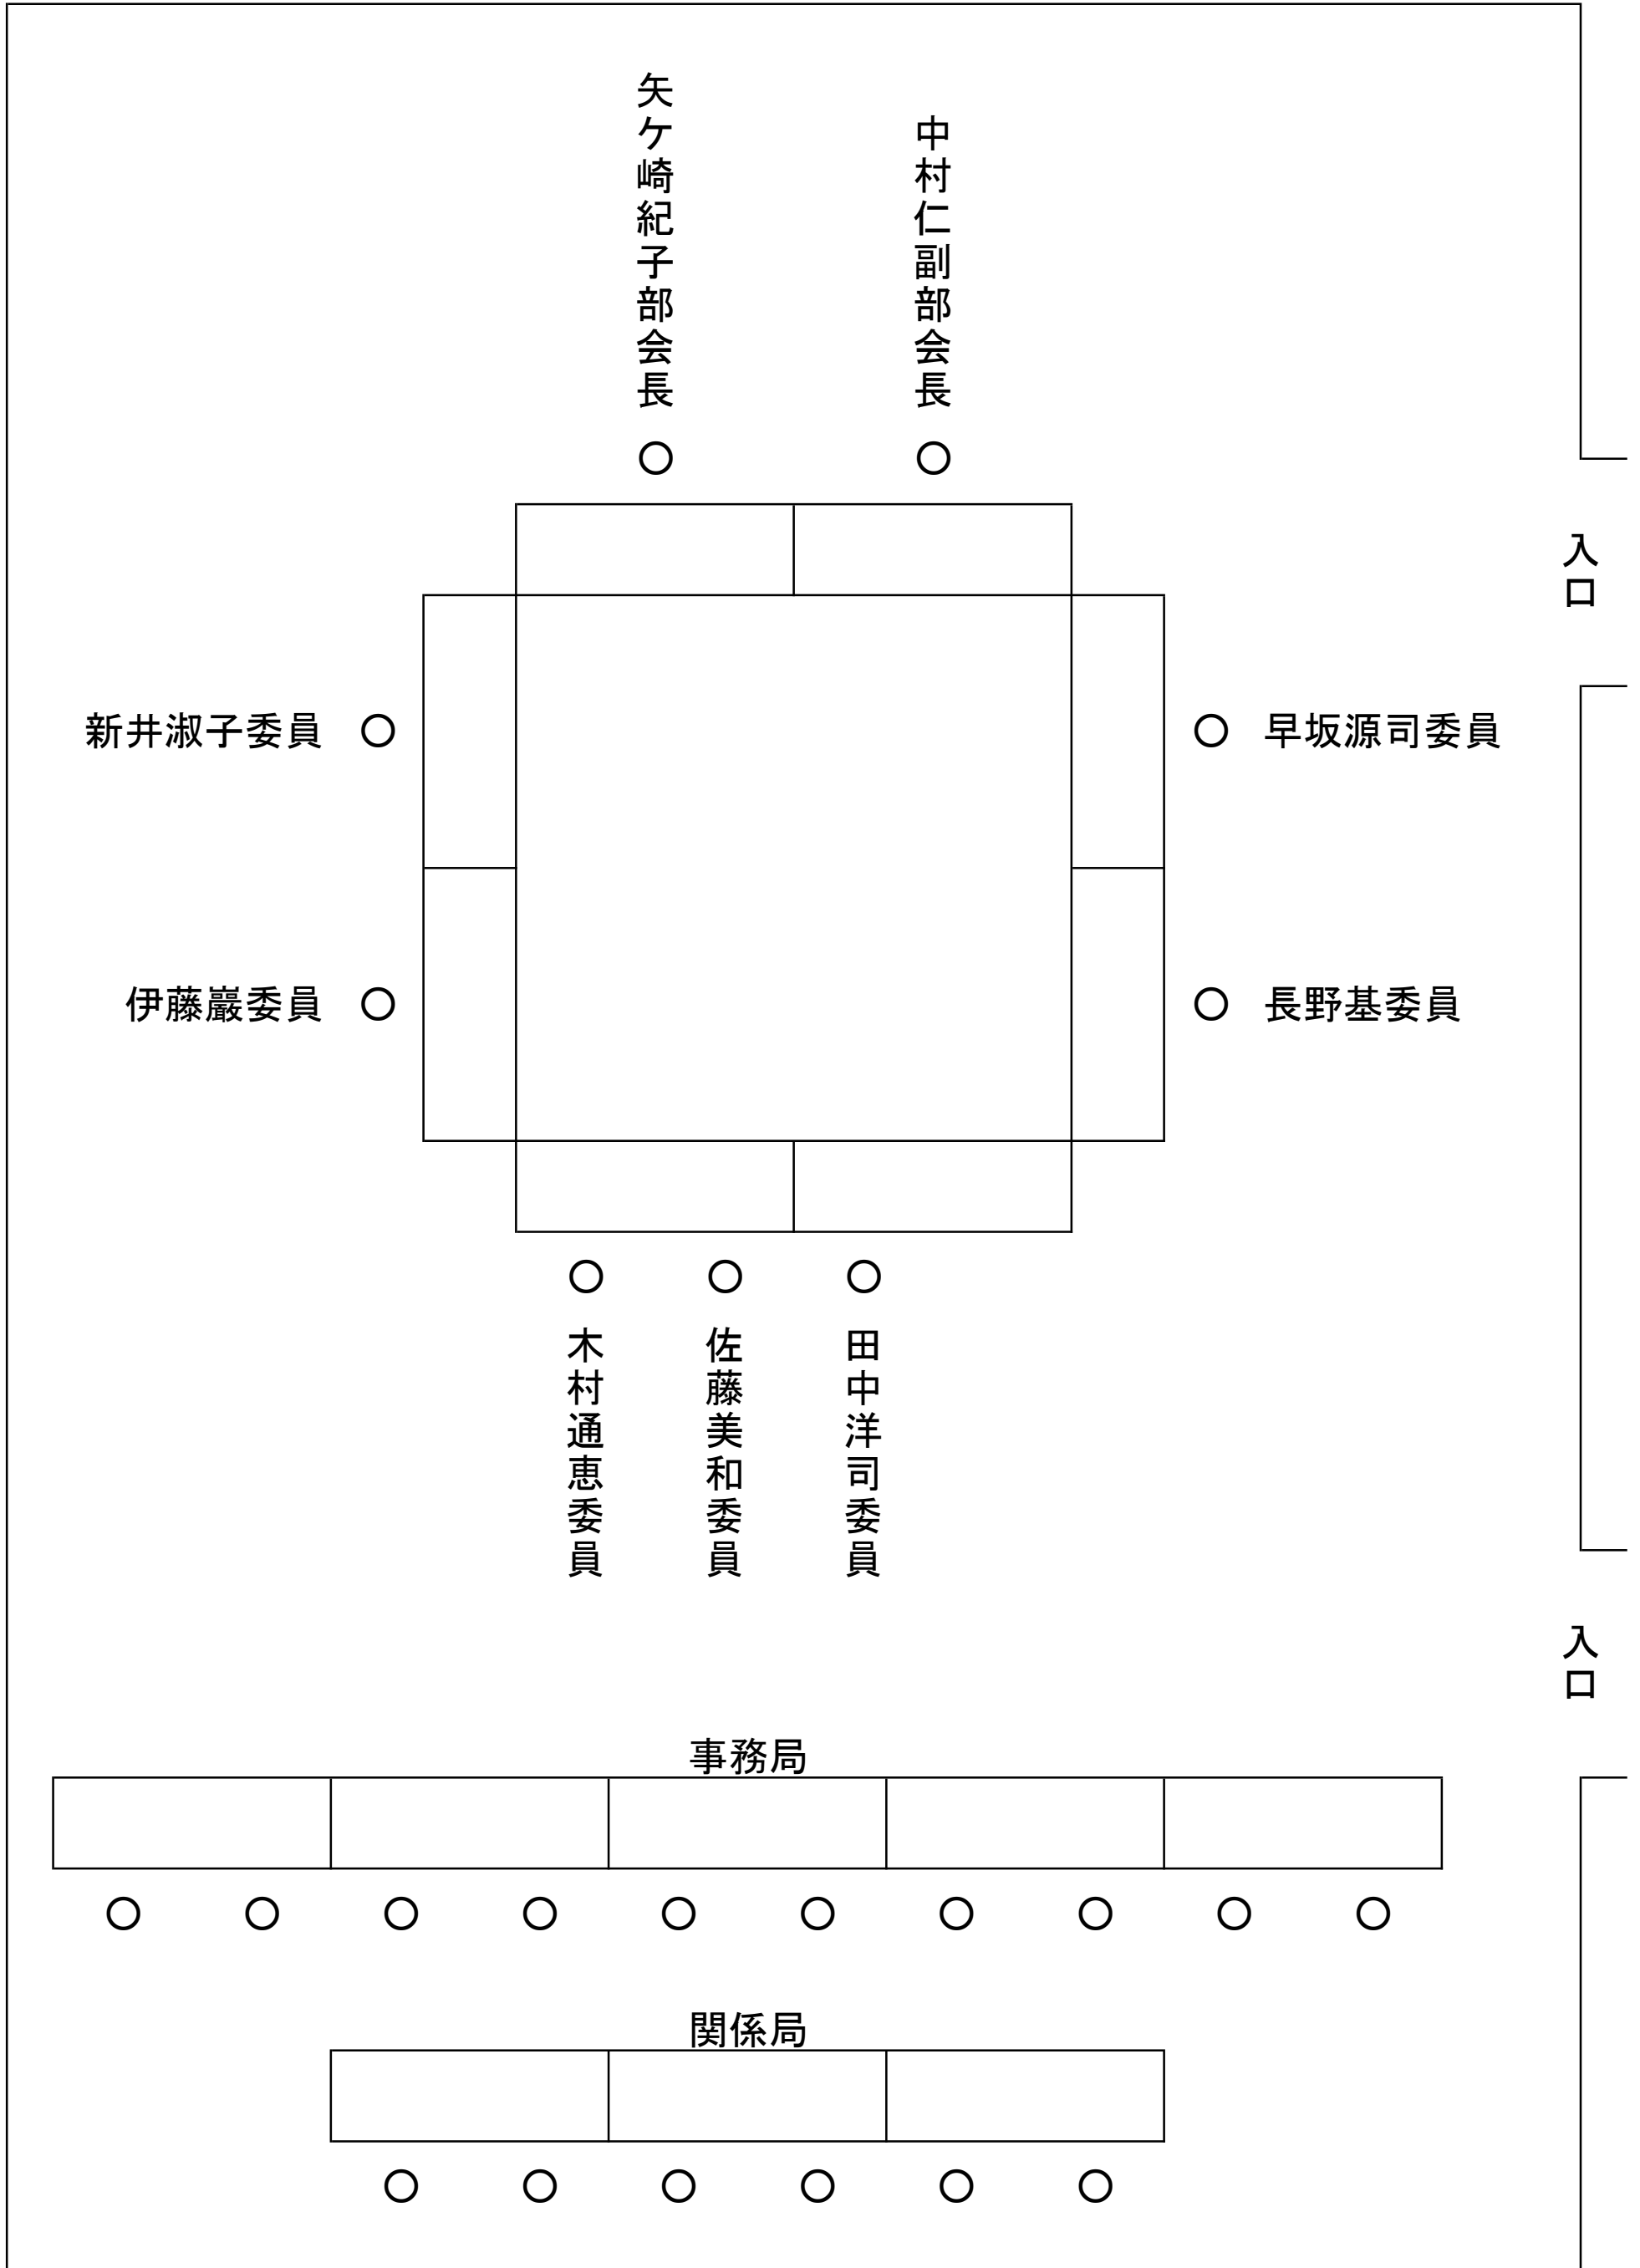 矢ケ崎紀子部会長
中村仁副部会長
○ ○
入口
新井淑子委員 ○ ○ 早坂源司委員
伊藤巖委員 ○ ○ 長野基委員
○ ○ ○
木村通恵委員
佐藤美和委員
田中洋司委員
入口
事務局
○ ○ ○ ○ ○ ○ ○ ○ ○ ○
関係局
○ ○ ○ ○ ○ ○